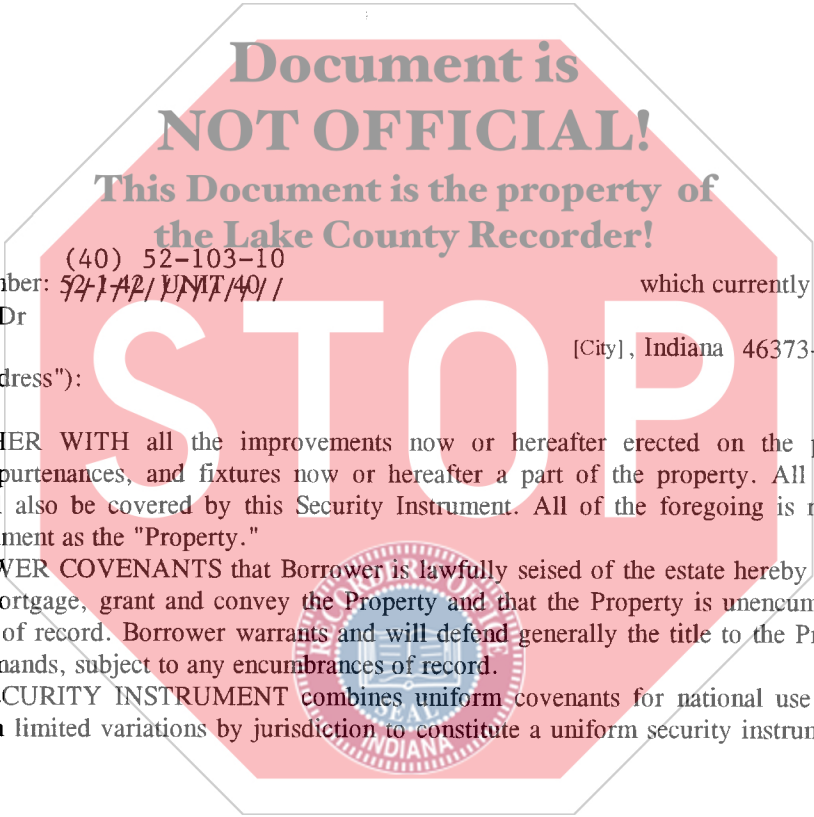 Document is
NOT OFFICIAL!
This Document is the property of
the Lake County Recorder!
(40) 52-103-10
nber: 52-1-42, UNIT 40 which currently
Dr
[City], Indiana 46373-
dress"):
HER WITH all the improvements now or hereafter erected on the p
purtenances, and fixtures now or hereafter a part of the property. All
also be covered by this Security Instrument. All of the foregoing is r
ument as the "Property."
WER COVENANTS that Borrower is lawfully seised of the estate hereby
ortgage, grant and convey the Property and that the Property is unencum
of record. Borrower warrants and will defend generally the title to the Pr
nands, subject to any encumbrances of record.
CURITY INSTRUMENT combines uniform covenants for national use
limited variations by jurisdiction to constitute a uniform security instrum
STOP
SEAL
INDIANA